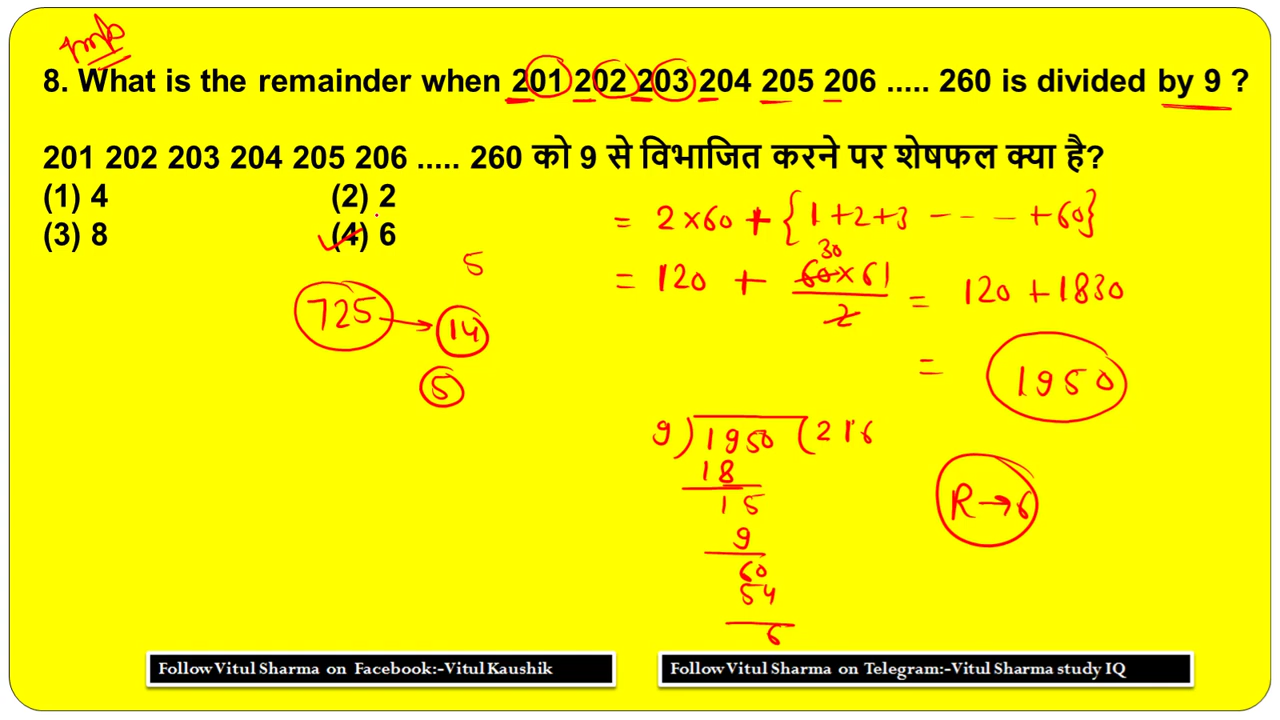 Imp
8. What is the remainder when 201 202 203 204 205 206 ..... 260 is divided by 9 ?
201 202 203 204 205 206 ..... 260 को 9 से विभाजित करने पर शेषफल क्या है?
(1) 4 (2) 2
(3) 8 (4) 6
= 2×60 + {1+2+3 - - - - +60}
5
30
= 120 + 60×61 / 2 = 120 + 1830
725 → 14
5
= 1950
9 ) 1950 ( 216
18
15
9
60
54
6
R → 6
Follow Vitul Sharma on Facebook:-Vitul Kaushik
Follow Vitul Sharma on Telegram:-Vitul Sharma study IQ